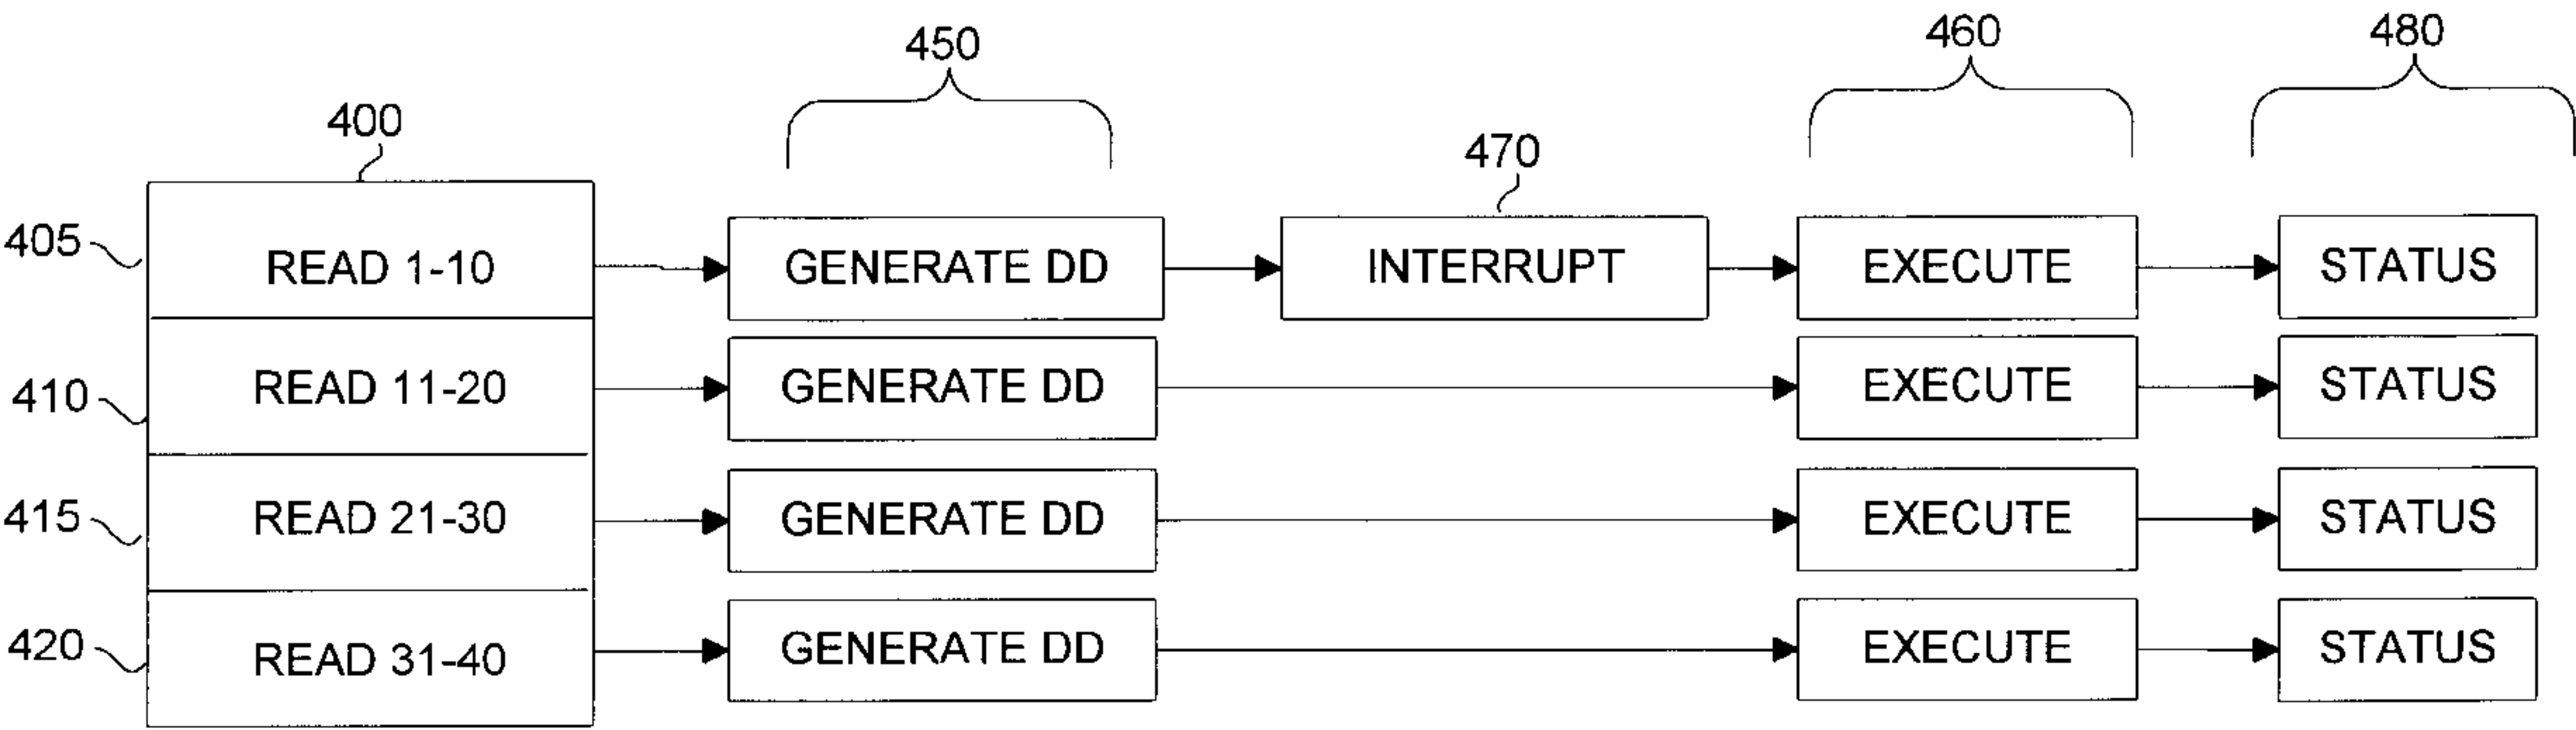 450
460
480
400
470
405
READ 1-10
GENERATE DD
INTERRUPT
EXECUTE
STATUS
410
READ 11-20
GENERATE DD
EXECUTE
STATUS
415
READ 21-30
GENERATE DD
EXECUTE
STATUS
420
READ 31-40
GENERATE DD
EXECUTE
STATUS